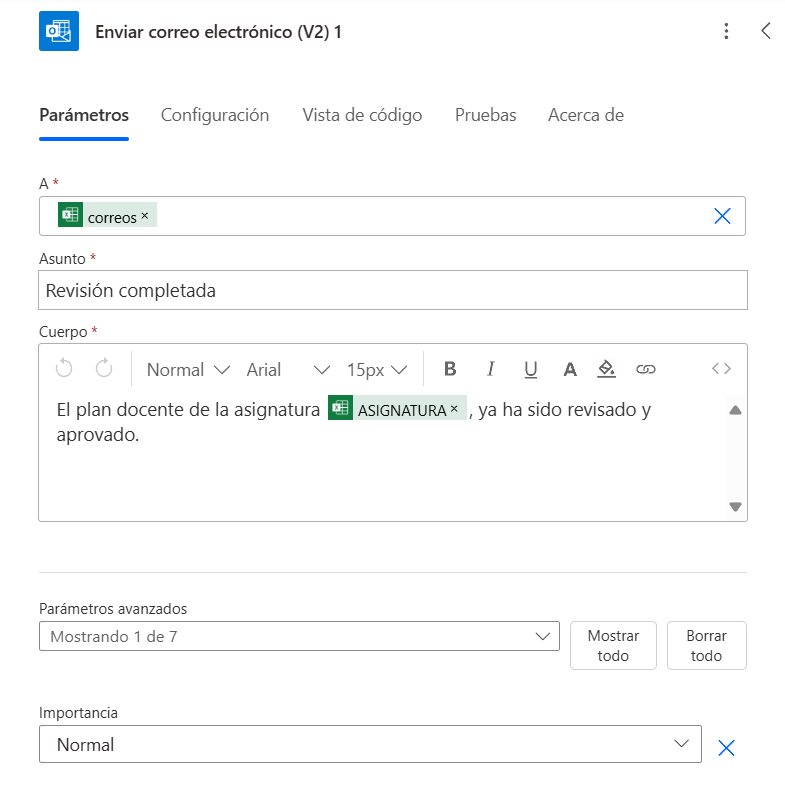 Enviar correo electrónico (V2) 1
Parámetros Configuración Vista de código Pruebas Acerca de
A *
correos ×
Asunto *
Revisión completada
Cuerpo *
Normal Arial 15px B I U A
El plan docente de la asignatura ASIGNATURA × , ya ha sido revisado y
aprovado.
Parámetros avanzados
Mostrando 1 de 7
Mostrar
todo
Borrar
todo
Importancia
Normal